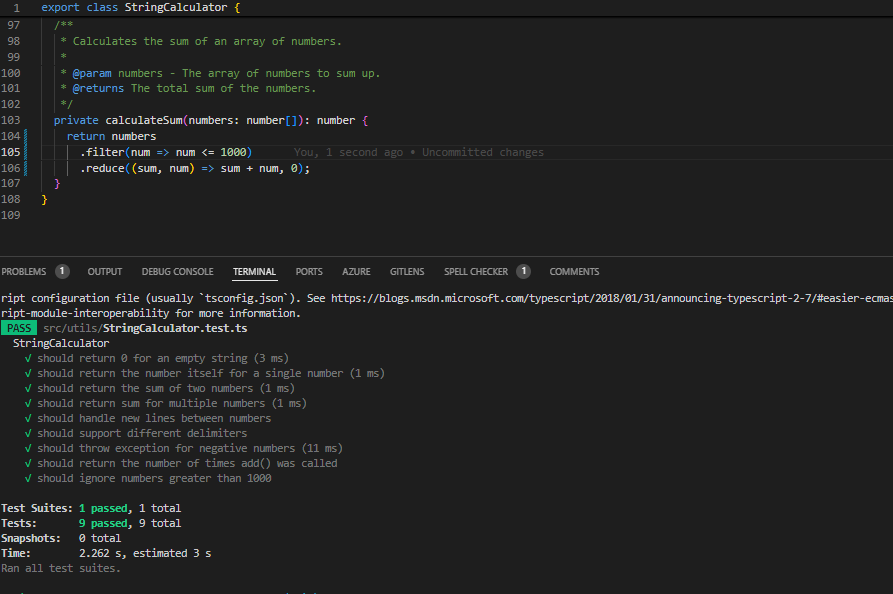 1 export class StringCalculator {
97 /**
98 * Calculates the sum of an array of numbers.
99 *
100 * @param numbers - The array of numbers to sum up.
101 * @returns The total sum of the numbers.
102 */
103 private calculateSum(numbers: number[]): number {
104 return numbers
105 .filter(num => num <= 1000) You, 1 second ago • Uncommitted changes
106 .reduce((sum, num) => sum + num, 0);
107 }
108 }
109
PROBLEMS 1 OUTPUT DEBUG CONSOLE TERMINAL PORTS AZURE GITLENS SPELL CHECKER 1 COMMENTS
ript configuration file (usually `tsconfig.json`). See https://blogs.msdn.microsoft.com/typescript/2018/01/31/announcing-typescript-2-7/#easier-ecmas
ript-module-interoperability for more information.
PASS src/utils/StringCalculator.test.ts
StringCalculator
√ should return 0 for an empty string (3 ms)
√ should return the number itself for a single number (1 ms)
√ should return the sum of two numbers (1 ms)
√ should return sum for multiple numbers (1 ms)
√ should handle new lines between numbers
√ should support different delimiters
√ should throw exception for negative numbers (11 ms)
√ should return the number of times add() was called
√ should ignore numbers greater than 1000
Test Suites: 1 passed, 1 total
Tests: 9 passed, 9 total
Snapshots: 0 total
Time: 2.262 s, estimated 3 s
Ran all test suites.